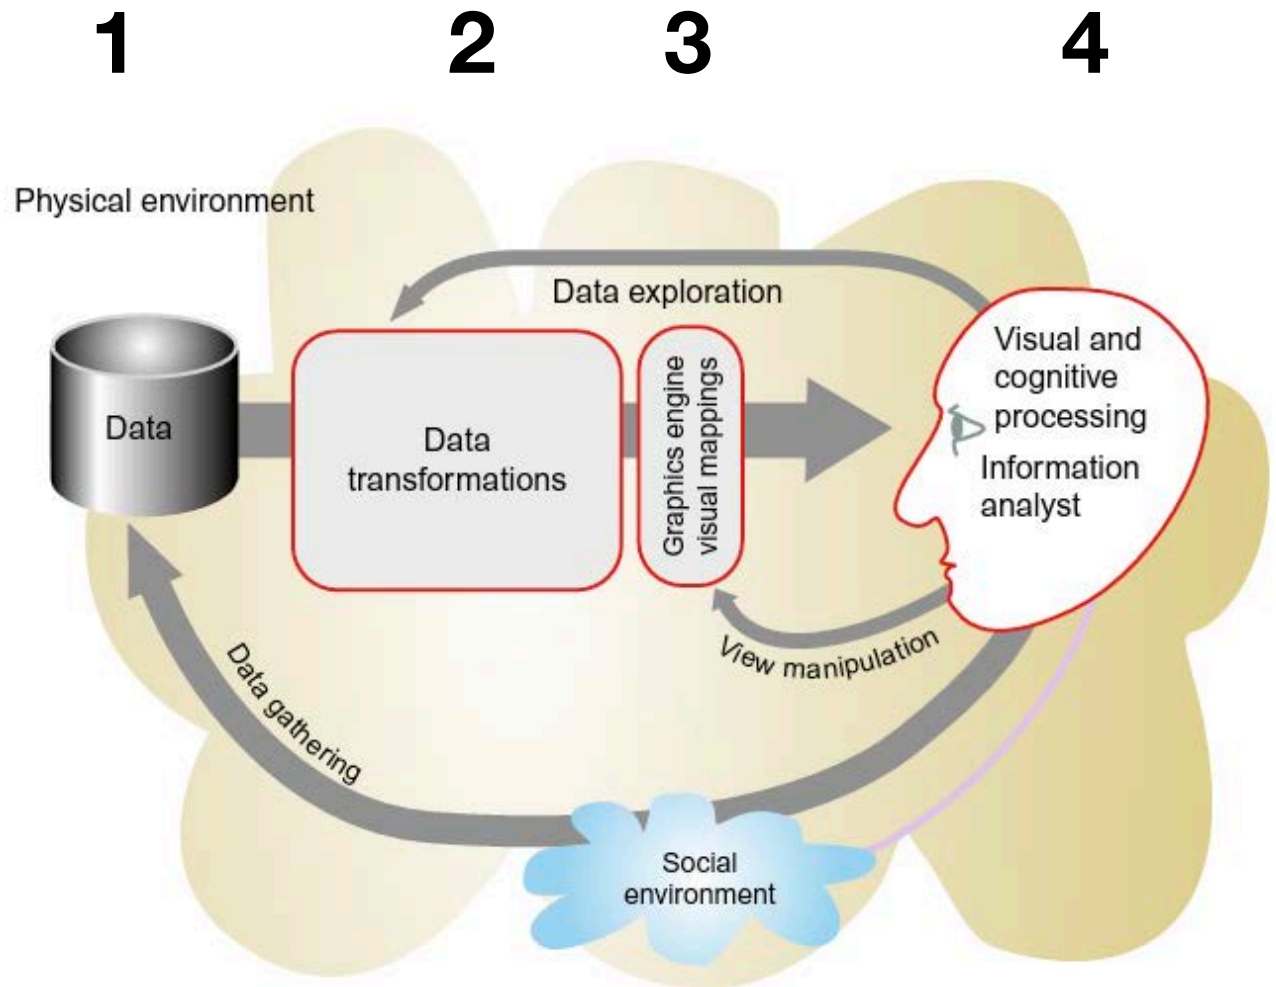 1 2 3 4
Physical environment
Data exploration
Data
Data
transformations
Graphics engine
visual mappings
Visual and
cognitive
processing
Information
analyst
View manipulation
Data gathering
Social
environment